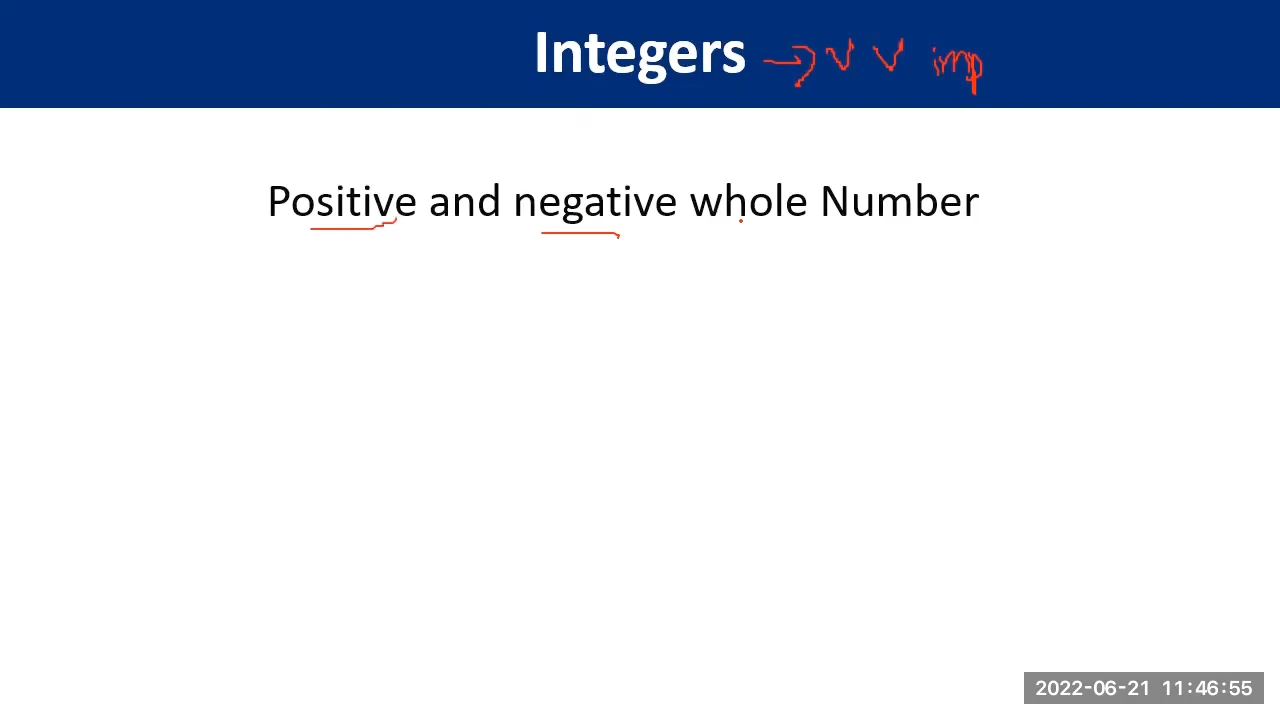 Integers → V V imp
Positive and negative whole Number
2022-06-21 11:46:55